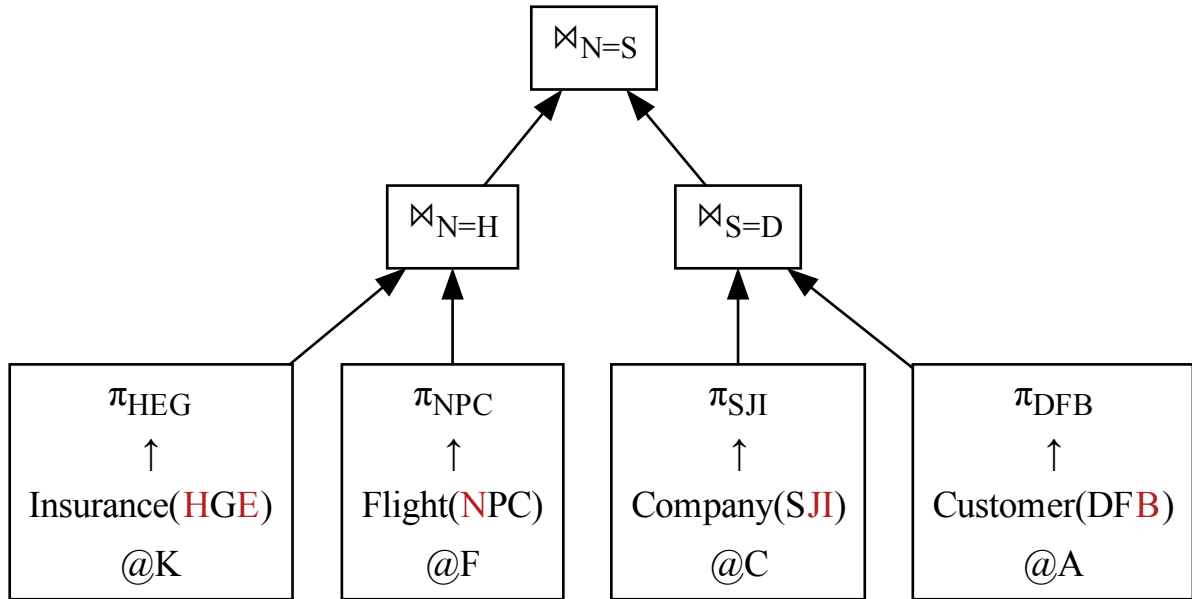 ⋈N=S
⋈N=H
⋈S=D
πHEG
↑
Insurance(HGE)
@K
πNPC
↑
Flight(NPC)
@F
πSJI
↑
Company(SJI)
@C
πDFB
↑
Customer(DFB)
@A